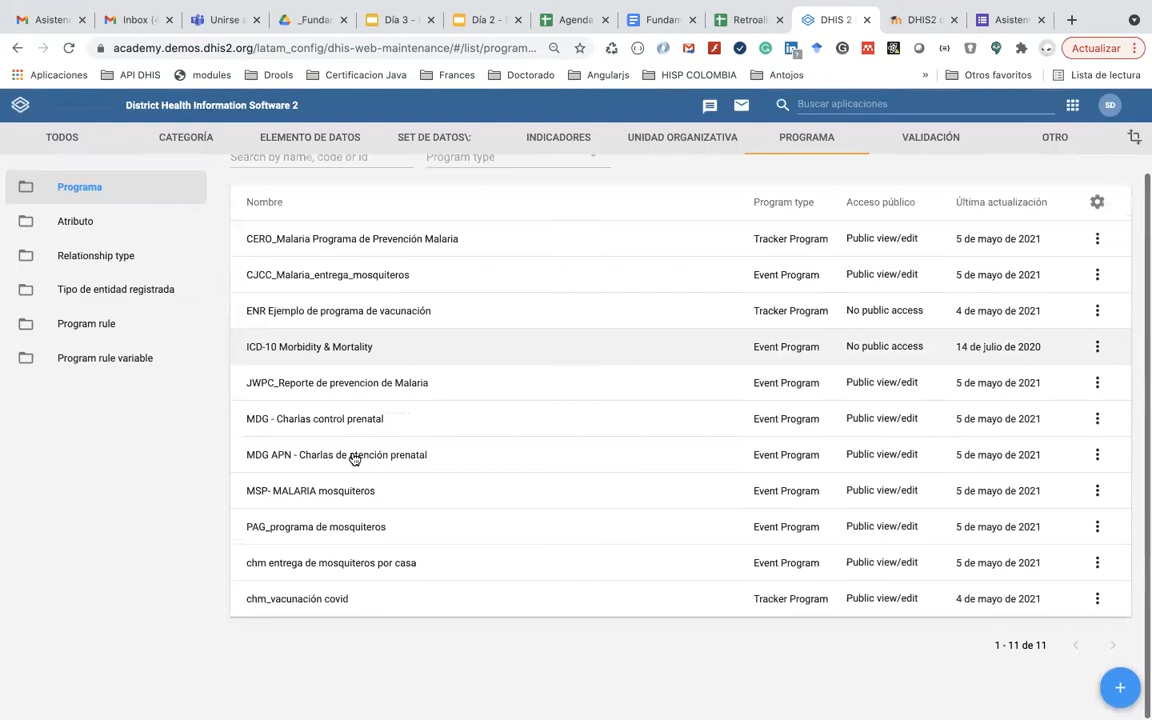 Asistenc
Inbox (4
Unirse a
_Fundar
Día 3 -
Día 2 -
Agenda
Fundam
Retroali
DHIS 2
DHIS2 d
Asistenc
academy.demos.dhis2.org/latam_config/dhis-web-maintenance/#/list/program...
Actualizar
Aplicaciones
API DHIS
modules
Drools
Certificacion Java
Frances
Doctorado
Angularjs
HISP COLOMBIA
Antojos
»
Otros favoritos
Lista de lectura
District Health Information Software 2
Buscar aplicaciones
SD
TODOS
CATEGORÍA
ELEMENTO DE DATOS
SET DE DATOS\:
INDICADORES
UNIDAD ORGANIZATIVA
PROGRAMA
VALIDACIÓN
OTRO
Search by name, code or id
Program type
Programa
Atributo
Relationship type
Tipo de entidad registrada
Program rule
Program rule variable
Nombre Program type Acceso público Última actualización
CERO_Malaria Programa de Prevención Malaria Tracker Program Public view/edit 5 de mayo de 2021
CJCC_Malaria_entrega_mosquiteros Event Program Public view/edit 5 de mayo de 2021
ENR Ejemplo de programa de vacunación Tracker Program No public access 4 de mayo de 2021
ICD-10 Morbidity & Mortality Event Program No public access 14 de julio de 2020
JWPC_Reporte de prevencion de Malaria Event Program Public view/edit 5 de mayo de 2021
MDG - Charlas control prenatal Event Program Public view/edit 5 de mayo de 2021
MDG APN - Charlas de atención prenatal Event Program Public view/edit 5 de mayo de 2021
MSP- MALARIA mosquiteros Event Program Public view/edit 5 de mayo de 2021
PAG_programa de mosquiteros Event Program Public view/edit 5 de mayo de 2021
chm entrega de mosquiteros por casa Event Program Public view/edit 5 de mayo de 2021
chm_vacunación covid Tracker Program Public view/edit 4 de mayo de 2021
1 - 11 de 11